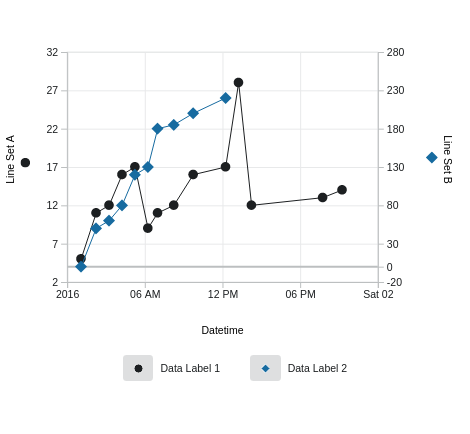 32 280
27 230
22 180
17 130
12 80
7 30
0
2 -20
Line Set A
Line Set B
2016 06 AM 12 PM 06 PM Sat 02
Datetime
Data Label 1 Data Label 2